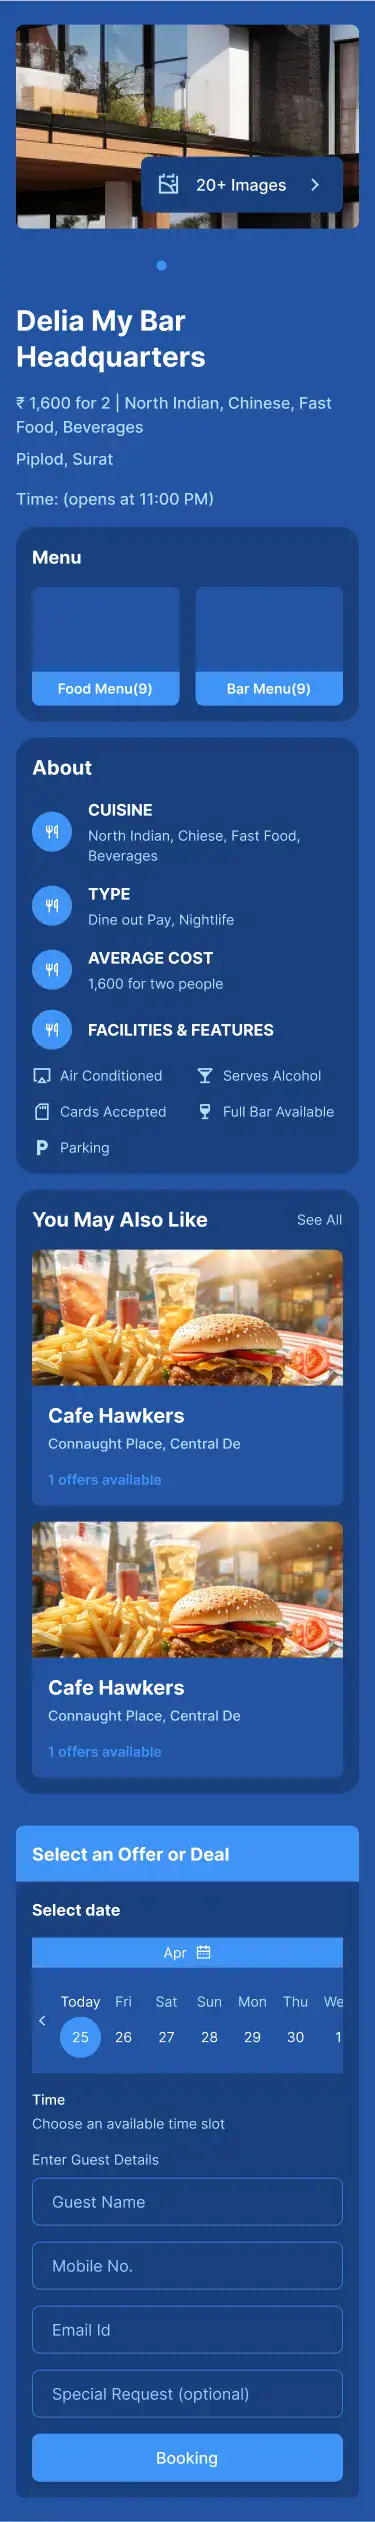 20+ Images
Delia My Bar
Headquarters
₹ 1,600 for 2 | North Indian, Chinese, Fast
Food, Beverages
Piplod, Surat
Time: (opens at 11:00 PM)
Menu
Food Menu(9)
Bar Menu(9)
About
CUISINE
North Indian, Chiese, Fast Food,
Beverages
TYPE
Dine out Pay, Nightlife
AVERAGE COST
1,600 for two people
FACILITIES & FEATURES
Air Conditioned
Serves Alcohol
Cards Accepted
Full Bar Available
P Parking
You May Also Like
See All
Cafe Hawkers
Connaught Place, Central De
1 offers available
Cafe Hawkers
Connaught Place, Central De
1 offers available
Select an Offer or Deal
Select date
Apr
Today Fri Sat Sun Mon Thu We
25 26 27 28 29 30 1
Time
Choose an available time slot
Enter Guest Details
Guest Name
Mobile No.
Email Id
Special Request (optional)
Booking